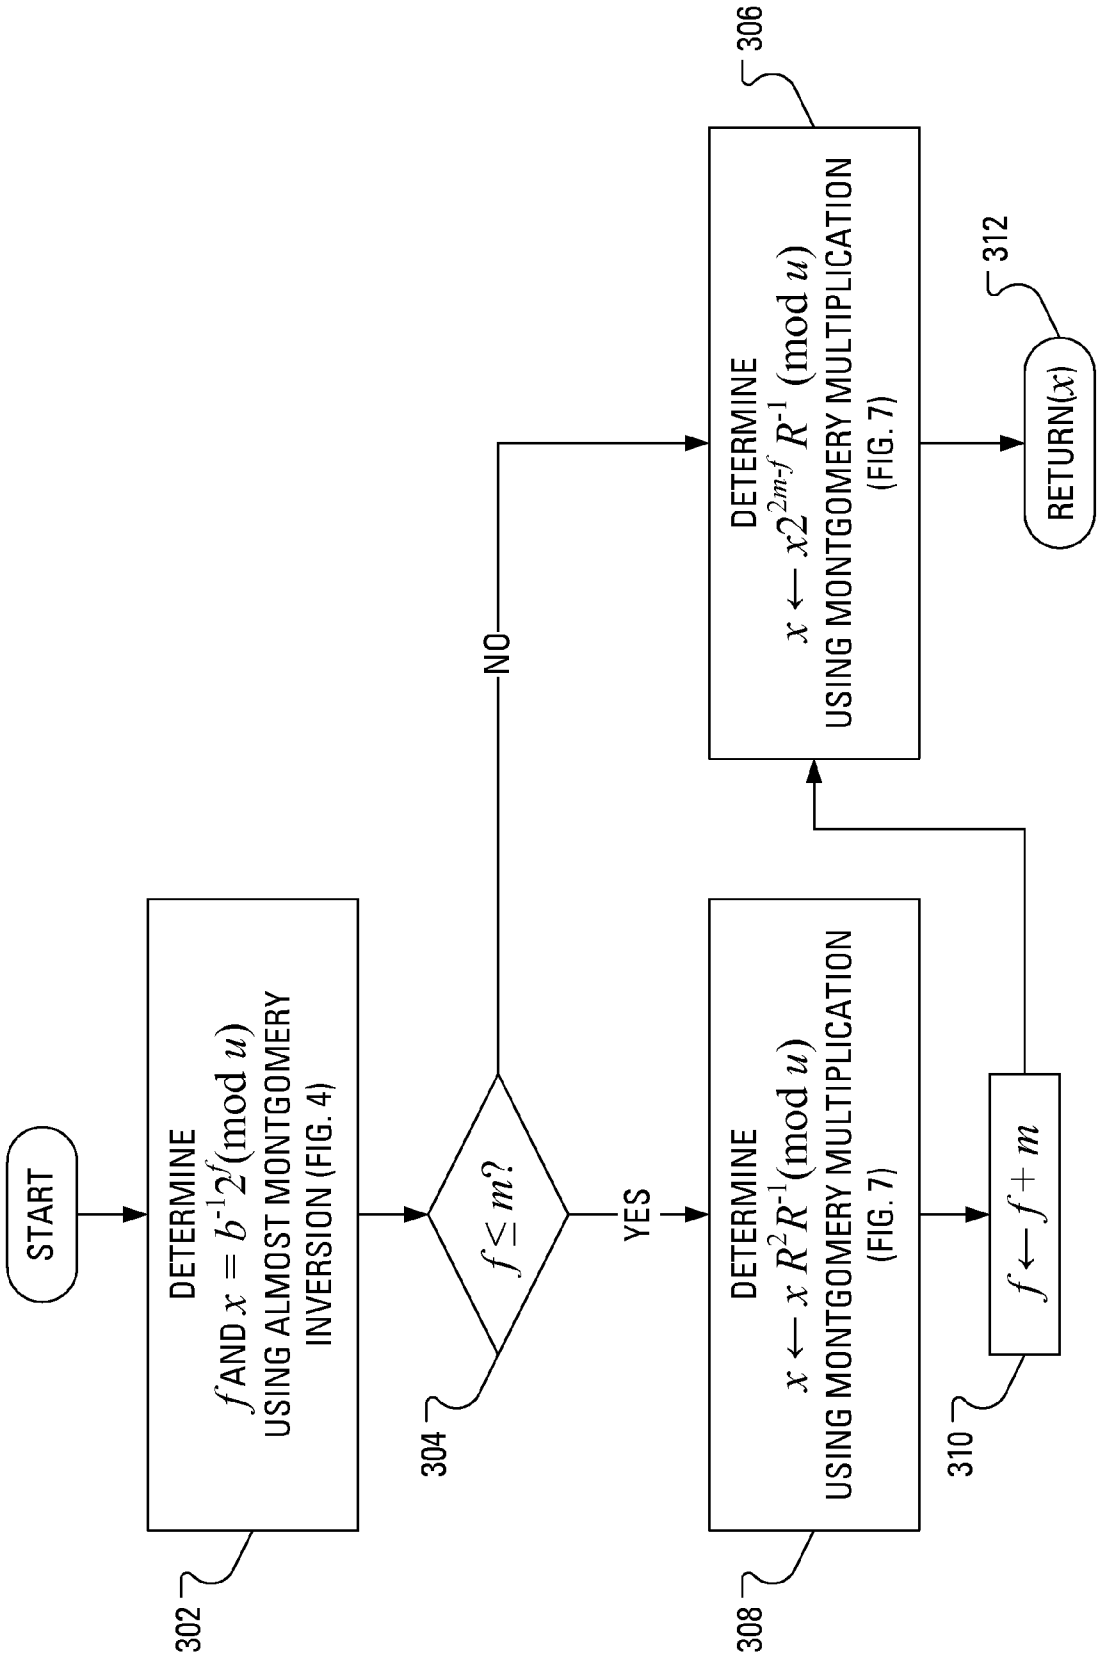 START
DETERMINE
f AND x = b⁻¹2ᶠ(mod u)
USING ALMOST MONTGOMERY
INVERSION (FIG. 4)
302
f ≤ m?
304
NO
YES
DETERMINE
x ← x R²R⁻¹(mod u)
USING MONTGOMERY MULTIPLICATION
(FIG. 7)
308
f ← f + m
310
DETERMINE
x ← x2²ᵐ⁻ᶠ R⁻¹ (mod u)
USING MONTGOMERY MULTIPLICATION
(FIG. 7)
306
RETURN(x)
312